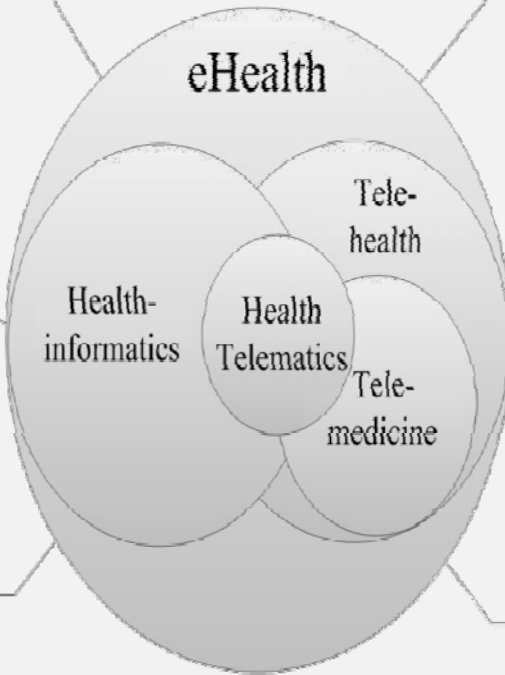 eHealth
Tele-
health
Health-
informatics
Health
Telematics
Tele-
medicine